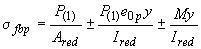 σ_fbp = P_(1) / A_red ± P_(1) e_0p y / I_red ± My / I_red